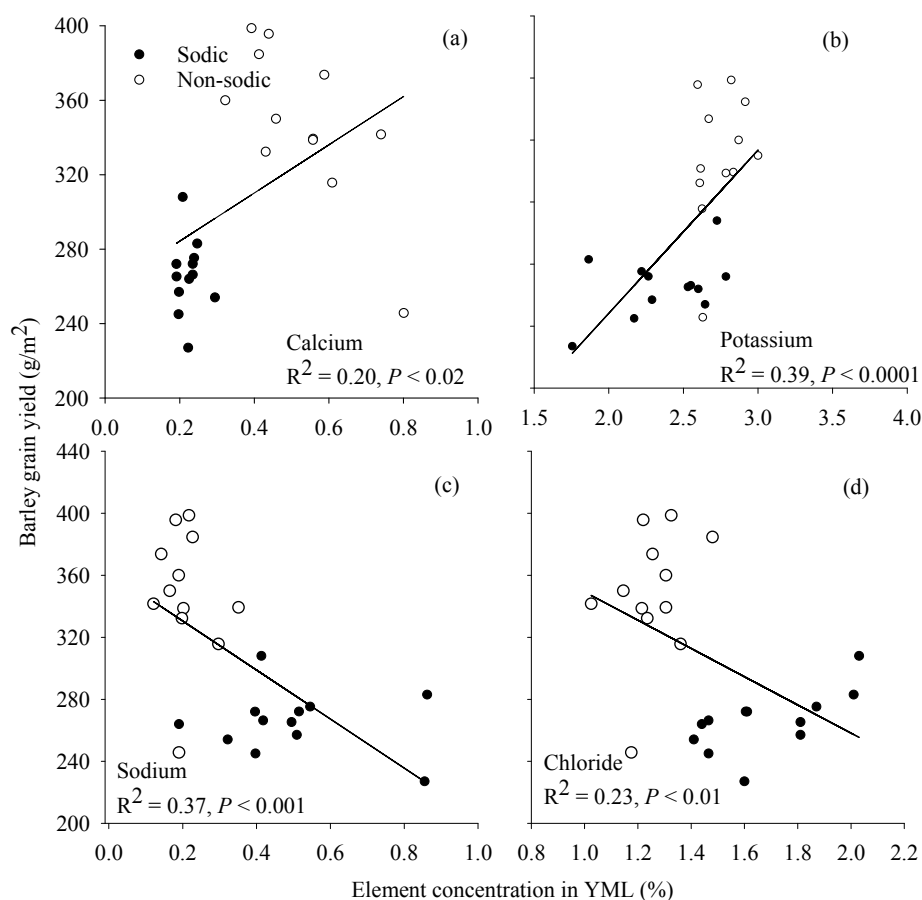 400
360
320
280
240
200
(a)
Sodic
Non-sodic
Calcium
R² = 0.20, P < 0.02
0.0 0.2 0.4 0.6 0.8 1.0
(b)
Potassium
R² = 0.39, P < 0.0001
1.5 2.0 2.5 3.0 3.5 4.0
Barley grain yield (g/m²)
440
400
360
320
280
240
200
(c)
Sodium
R² = 0.37, P < 0.001
0.0 0.2 0.4 0.6 0.8 1.0
(d)
Chloride
R² = 0.23, P < 0.01
0.8 1.0 1.2 1.4 1.6 1.8 2.0 2.2
Element concentration in YML (%)